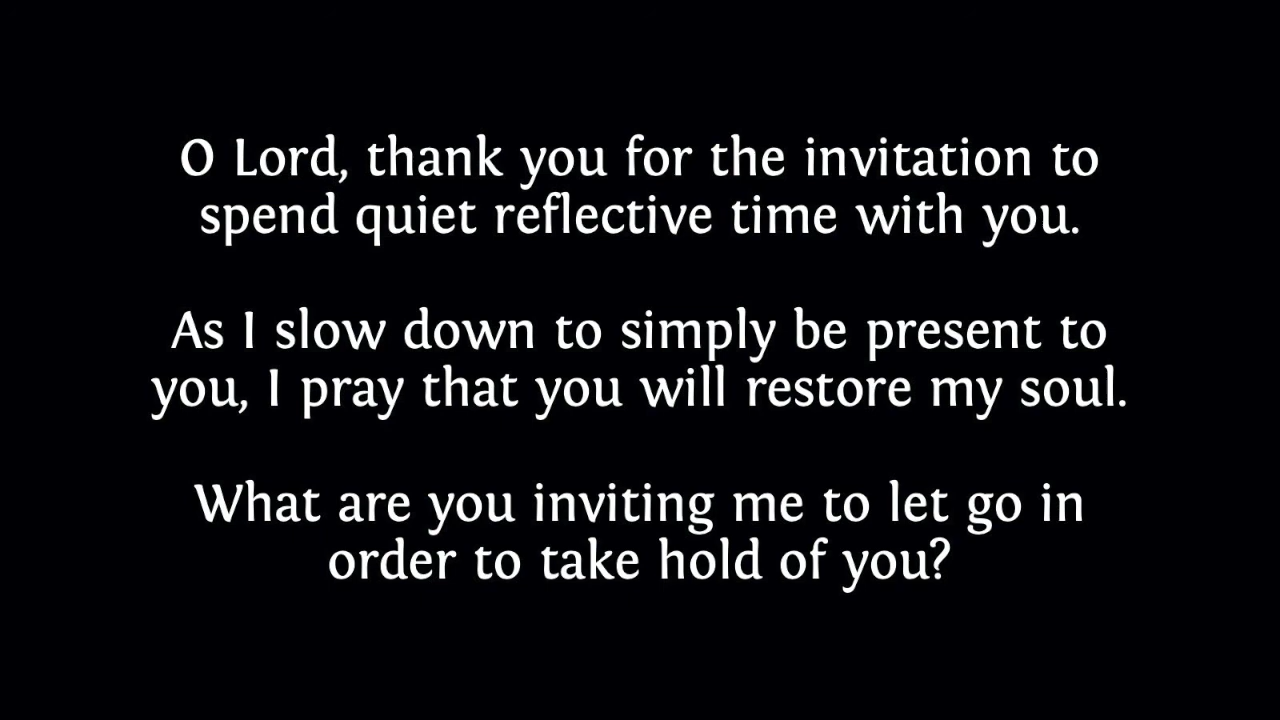 O Lord, thank you for the invitation to
spend quiet reflective time with you.
As I slow down to simply be present to
you, I pray that you will restore my soul.
What are you inviting me to let go in
order to take hold of you?